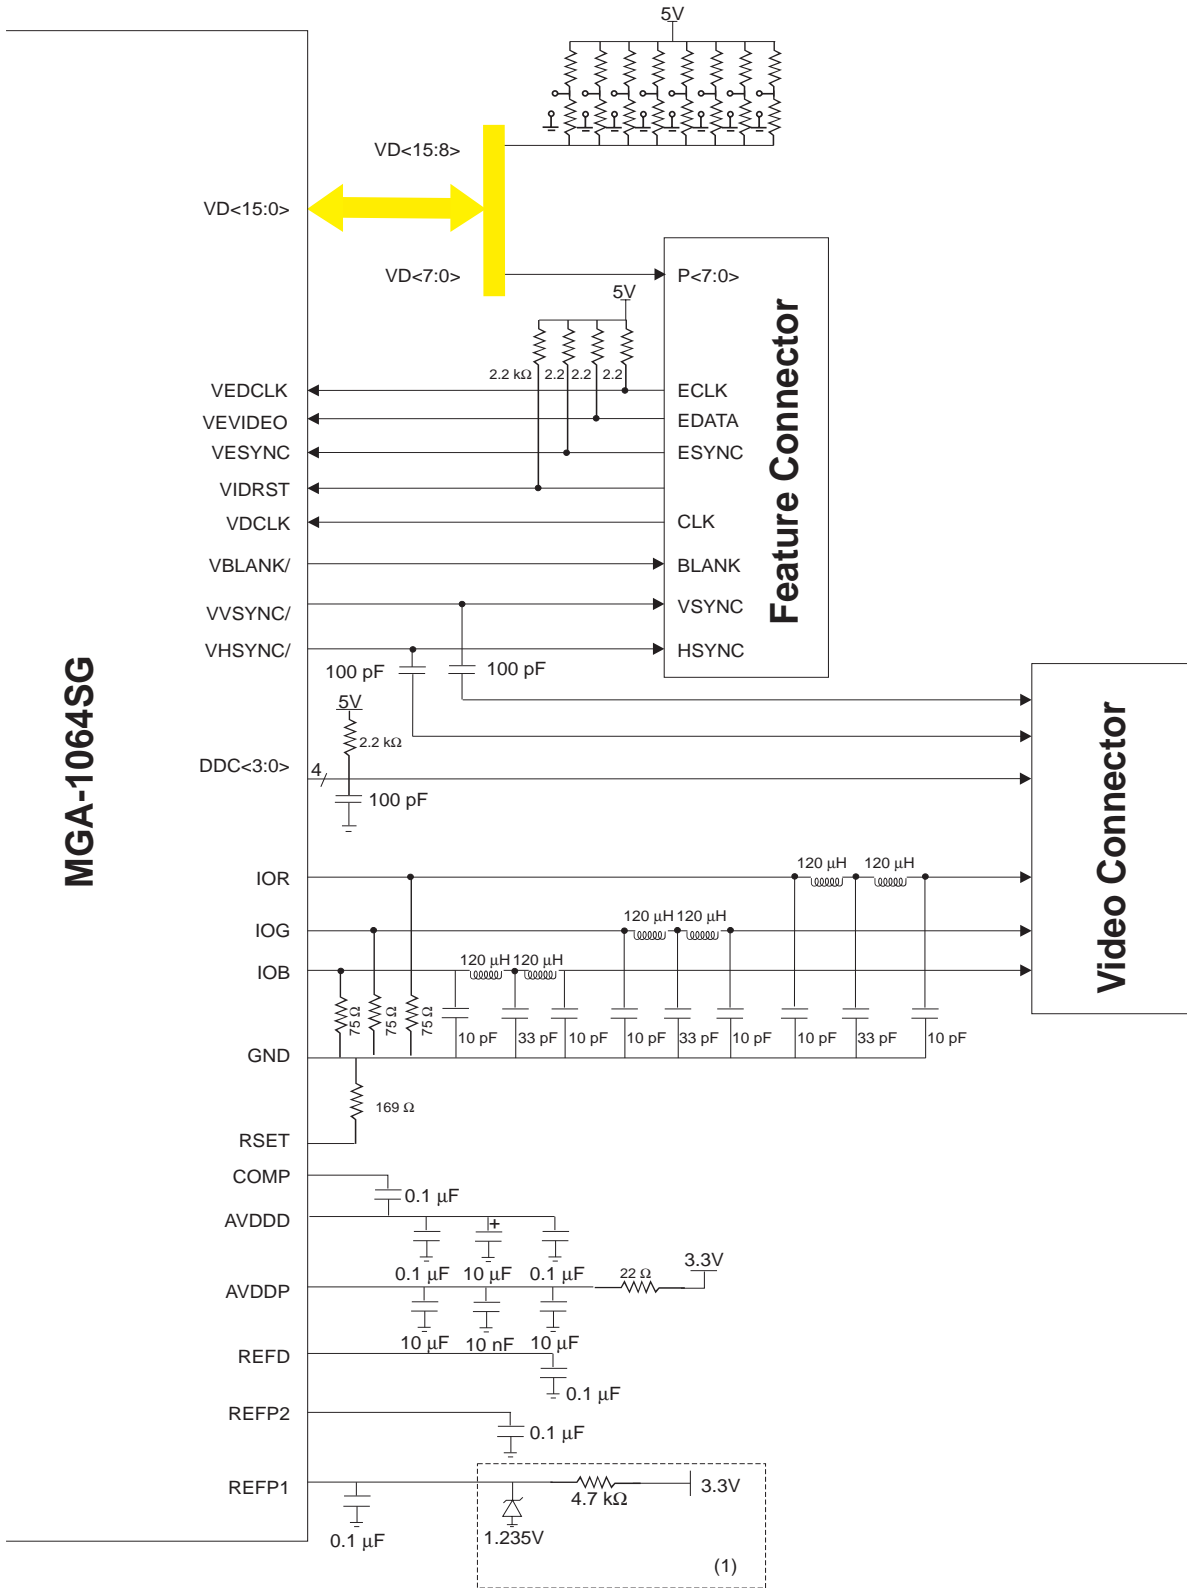 5V
VD<15:8>
VD<15:0>
VD<7:0>
P<7:0>
5V
2.2 kΩ 2.2 2.2 2.2
VEDCLK
ECLK
VEVIDEO
EDATA
VESYNC
ESYNC
VIDRST
VDCLK
CLK
VBLANK/
BLANK
VVSYNC/
VSYNC
VHSYNC/
HSYNC
Feature Connector
100 pF
100 pF
MGA-1064SG
5V
2.2 kΩ
DDC<3:0>
4
100 pF
Video Connector
120 µH 120 µH
IOR
120 µH 120 µH
IOG
120 µH 120 µH
IOB
75 Ω
75 Ω
75 Ω
10 pF 33 pF 10 pF 10 pF 33 pF 10 pF 10 pF 33 pF 10 pF
GND
169 Ω
RSET
COMP
0.1 µF
AVDDD
+
0.1 µF 10 µF 0.1 µF
22 Ω
3.3V
AVDDP
10 µF 10 nF 10 µF
REFD
0.1 µF
REFP2
0.1 µF
REFP1
4.7 kΩ
3.3V
0.1 µF
1.235V
(1)